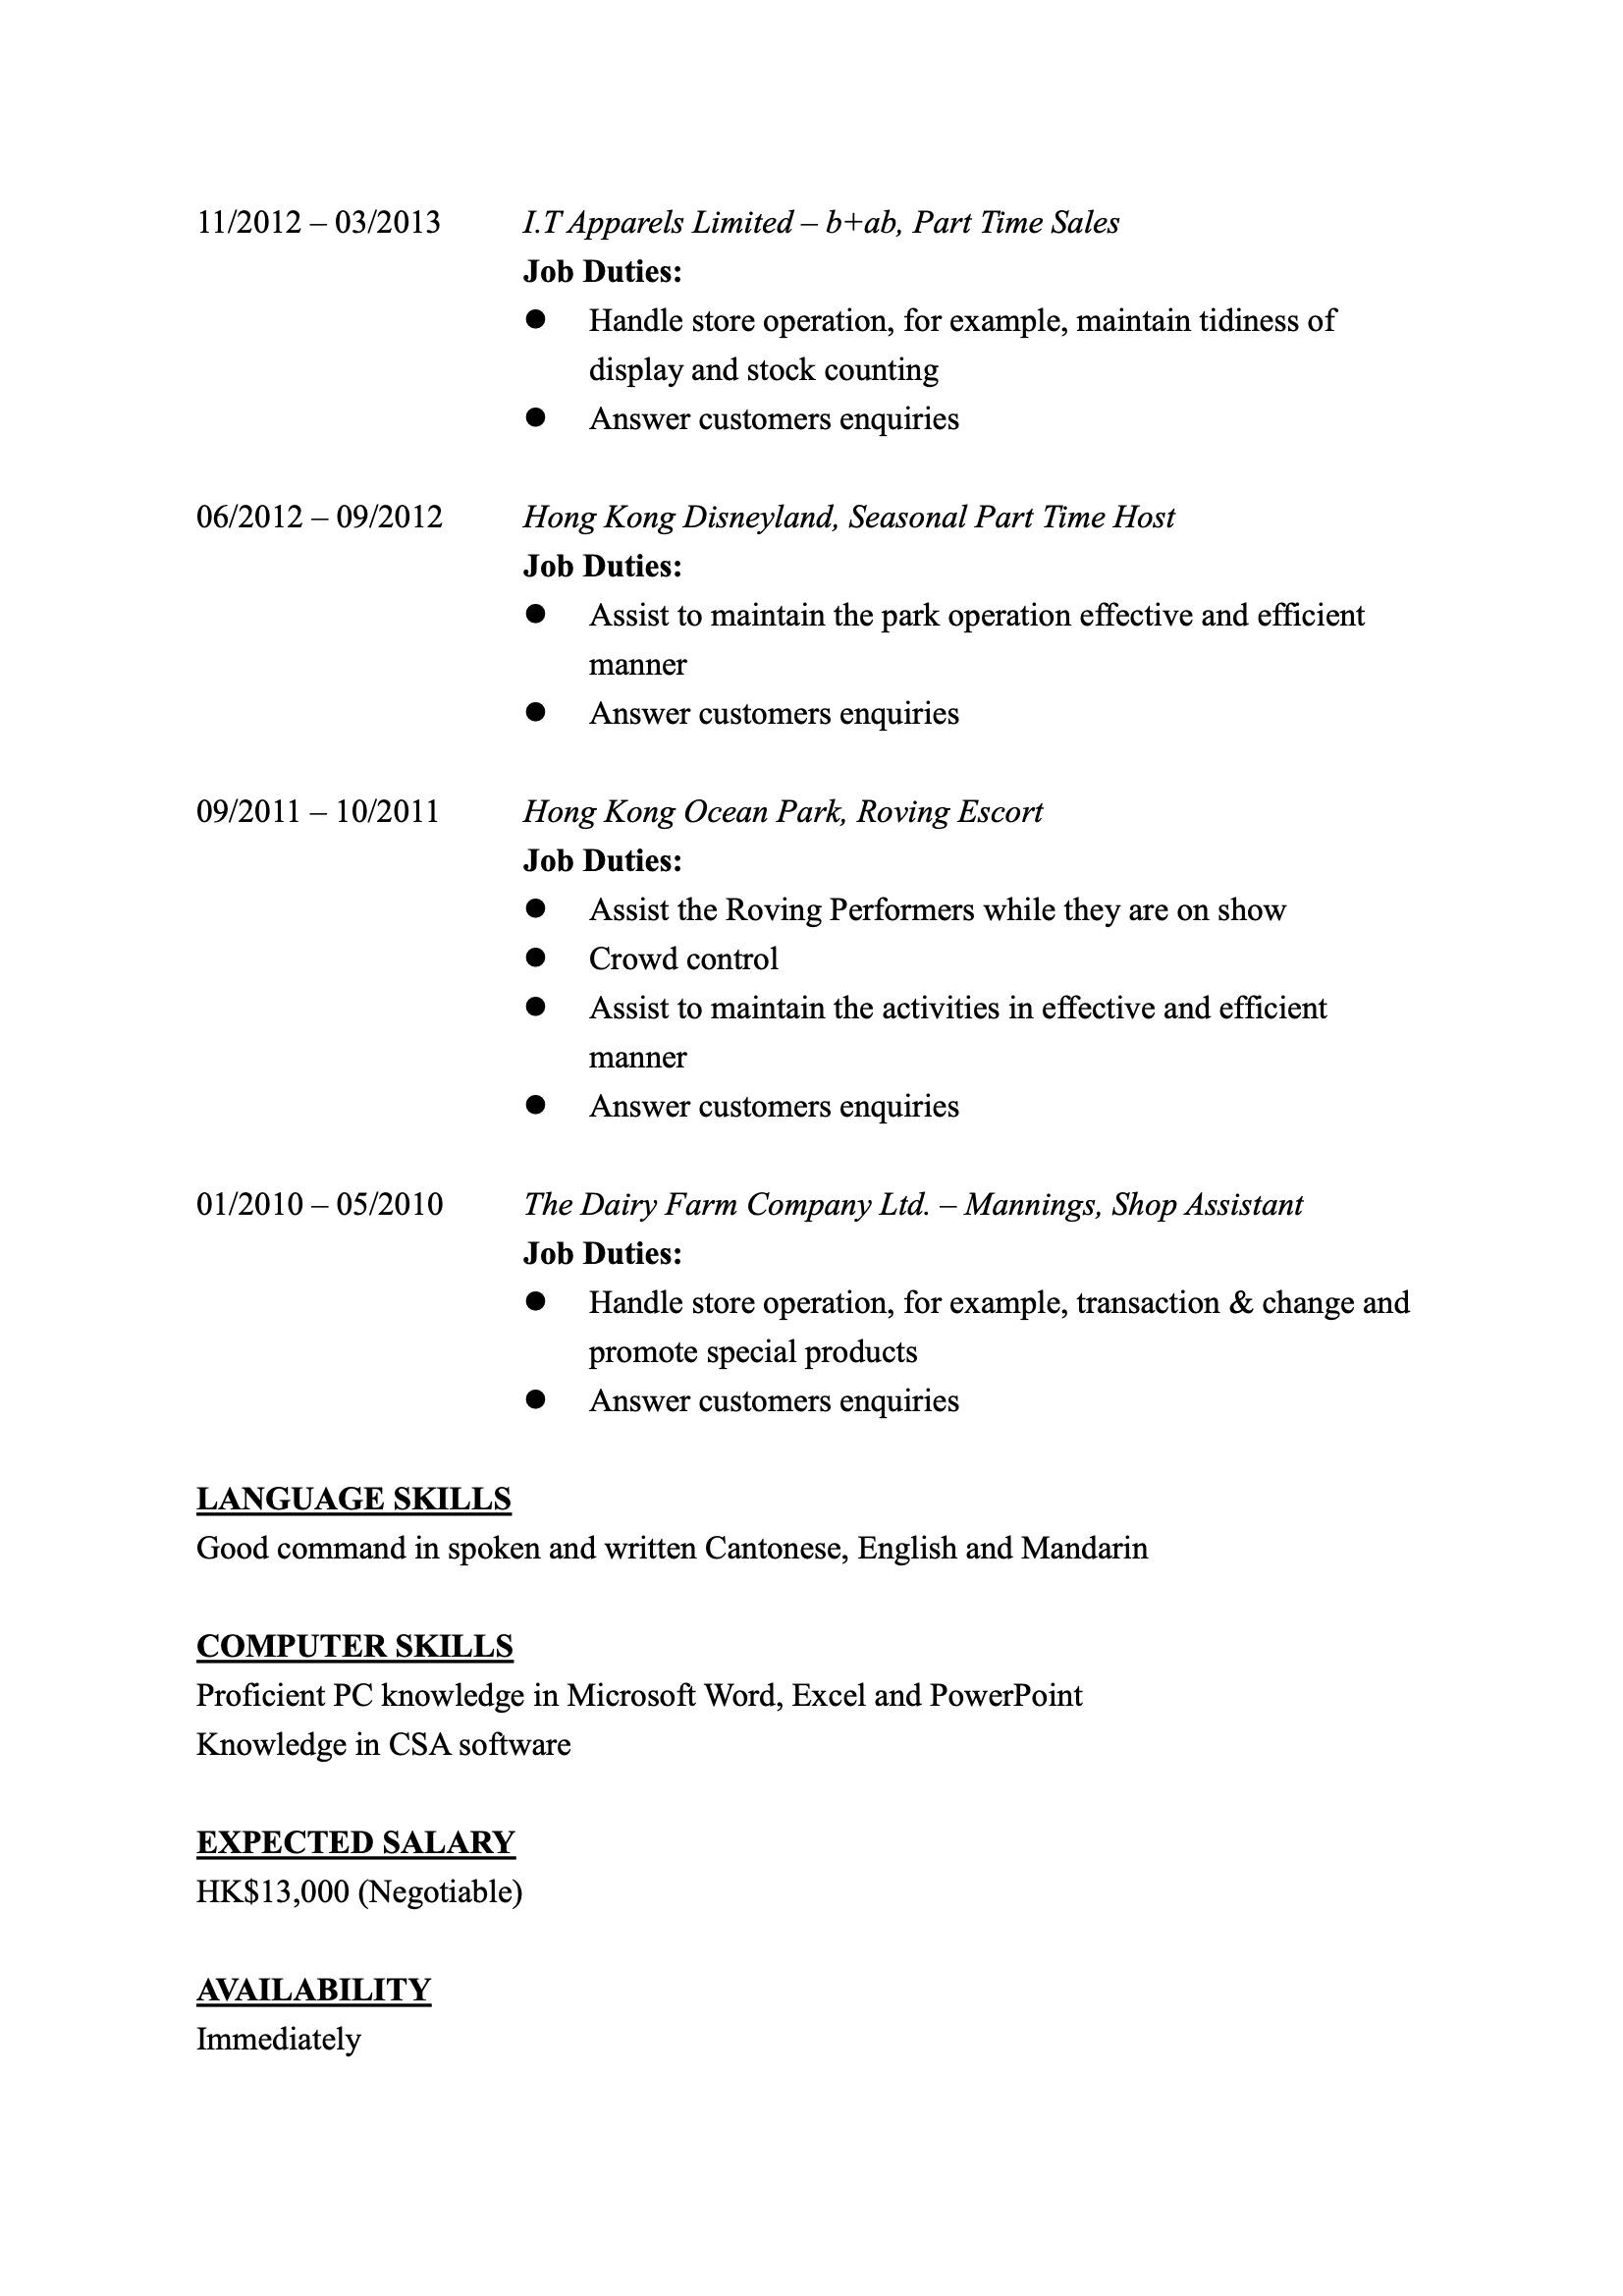 11/2012 – 03/2013 I.T Apparels Limited – b+ab, Part Time Sales
Job Duties:
● Handle store operation, for example, maintain tidiness of
display and stock counting
● Answer customers enquiries
06/2012 – 09/2012 Hong Kong Disneyland, Seasonal Part Time Host
Job Duties:
● Assist to maintain the park operation effective and efficient
manner
● Answer customers enquiries
09/2011 – 10/2011 Hong Kong Ocean Park, Roving Escort
Job Duties:
● Assist the Roving Performers while they are on show
● Crowd control
● Assist to maintain the activities in effective and efficient
manner
● Answer customers enquiries
01/2010 – 05/2010 The Dairy Farm Company Ltd. – Mannings, Shop Assistant
Job Duties:
● Handle store operation, for example, transaction & change and
promote special products
● Answer customers enquiries
LANGUAGE SKILLS
Good command in spoken and written Cantonese, English and Mandarin
COMPUTER SKILLS
Proficient PC knowledge in Microsoft Word, Excel and PowerPoint
Knowledge in CSA software
EXPECTED SALARY
HK$13,000 (Negotiable)
AVAILABILITY
Immediately